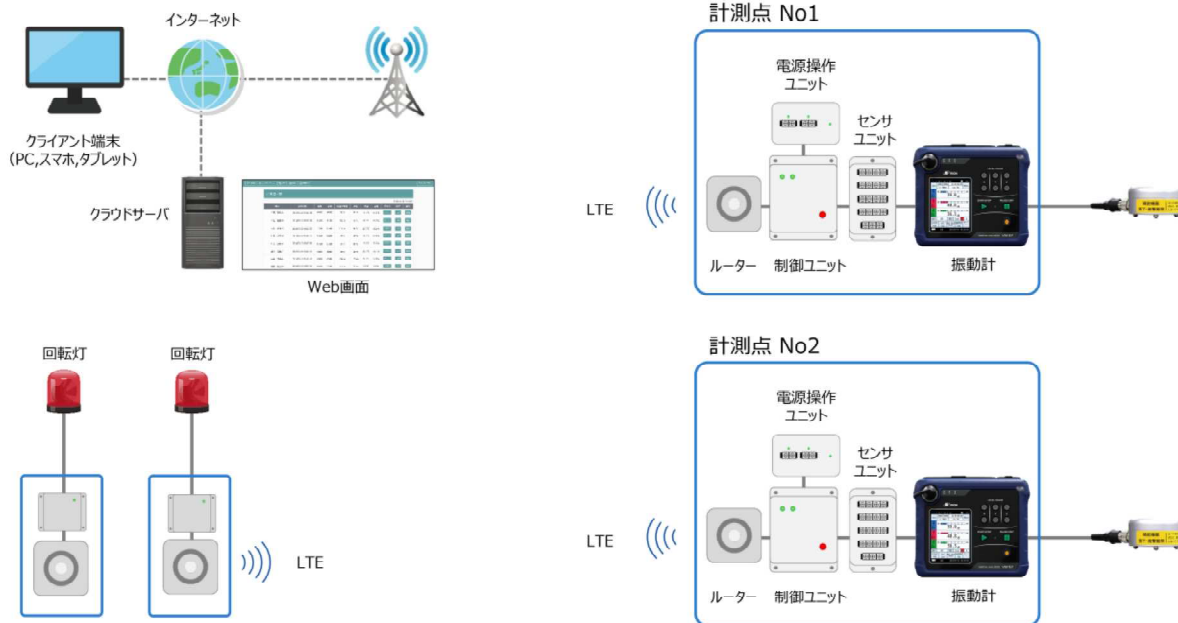 インターネット
クライアント端末
(PC,スマホ,タブレット)
クラウドサーバ
Web画面
回転灯
回転灯
LTE
計測点 No1
電源操作
ユニット
センサ
ユニット
LTE
ルーター
制御ユニット
振動計
計測点 No2
電源操作
ユニット
センサ
ユニット
LTE
ルーター
制御ユニット
振動計